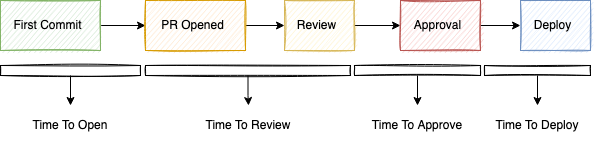 First Commit
PR Opened
Review
Approval
Deploy
Time To Open
Time To Review
Time To Approve
Time To Deploy